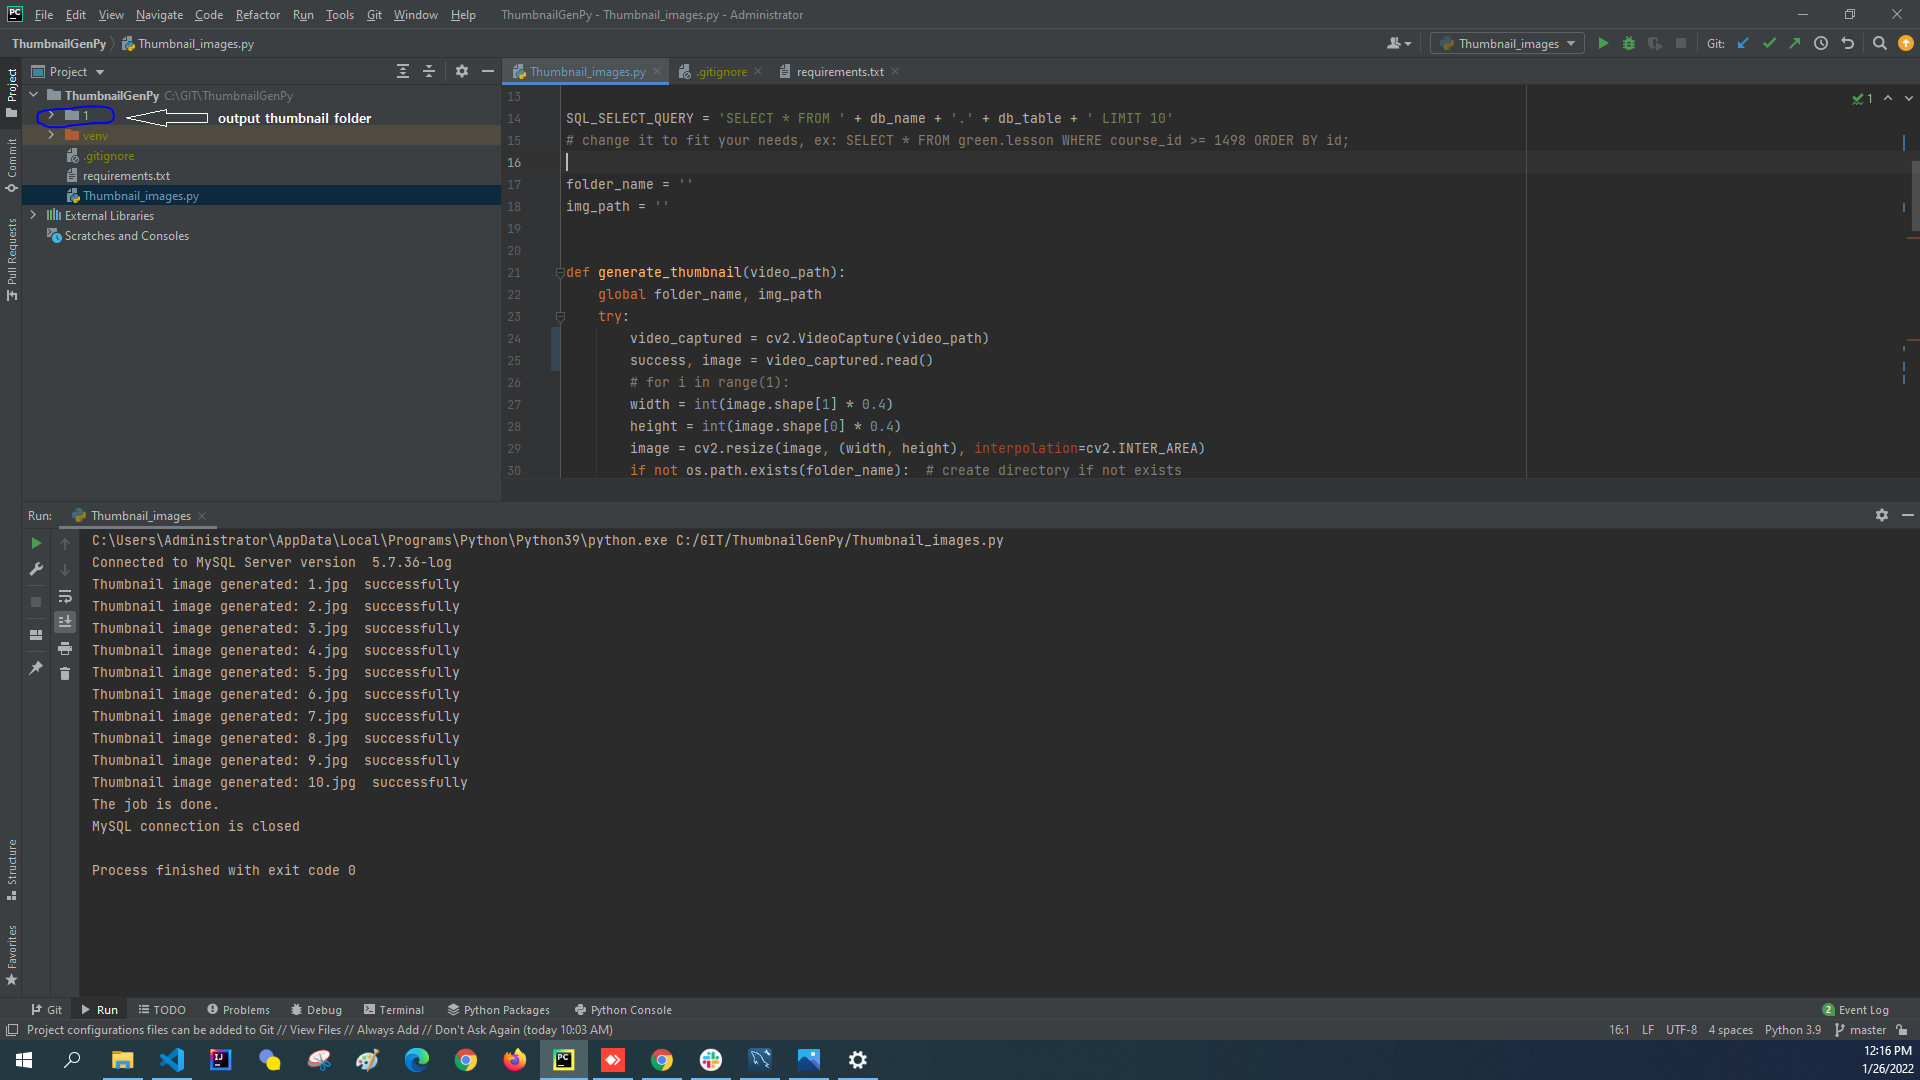 PC File Edit View Navigate Code Refactor Run Tools Git Window Help ThumbnailGenPy - Thumbnail_images.py - Administrator
ThumbnailGenPy Thumbnail_images.py Thumbnail_images Git:
Project
Thumbnail_images.py .gitignore requirements.txt
Project
Commit
Pull Requests
ThumbnailGenPy C:\GIT\ThumbnailGenPy
1 output thumbnail folder
venv
.gitignore
requirements.txt
Thumbnail_images.py
External Libraries
Scratches and Consoles
1
13
14 SQL_SELECT_QUERY = 'SELECT * FROM ' + db_name + '.' + db_table + ' LIMIT 10'
15 # change it to fit your needs, ex: SELECT * FROM green.lesson WHERE course_id >= 1498 ORDER BY id;
16
17 folder_name = ''
18 img_path = ''
19
20
21 def generate_thumbnail(video_path):
22 global folder_name, img_path
23 try:
24 video_captured = cv2.VideoCapture(video_path)
25 success, image = video_captured.read()
26 # for i in range(1):
27 width = int(image.shape[1] * 0.4)
28 height = int(image.shape[0] * 0.4)
29 image = cv2.resize(image, (width, height), interpolation=cv2.INTER_AREA)
30 if not os.path.exists(folder_name): # create directory if not exists
Run: Thumbnail_images
C:\Users\Administrator\AppData\Local\Programs\Python\Python39\python.exe C:/GIT/ThumbnailGenPy/Thumbnail_images.py
Connected to MySQL Server version 5.7.36-log
Thumbnail image generated: 1.jpg successfully
Thumbnail image generated: 2.jpg successfully
Thumbnail image generated: 3.jpg successfully
Thumbnail image generated: 4.jpg successfully
Thumbnail image generated: 5.jpg successfully
Thumbnail image generated: 6.jpg successfully
Thumbnail image generated: 7.jpg successfully
Thumbnail image generated: 8.jpg successfully
Thumbnail image generated: 9.jpg successfully
Thumbnail image generated: 10.jpg successfully
The job is done.
MySQL connection is closed
Process finished with exit code 0
Structure
Favorites
Git Run TODO Problems Debug Terminal Python Packages Python Console 2 Event Log
Project configurations files can be added to Git // View Files // Always Add // Don't Ask Again (today 10:03 AM) 16:1 LF UTF-8 4 spaces Python 3.9 master
IJ PC
12:16 PM
1/26/2022